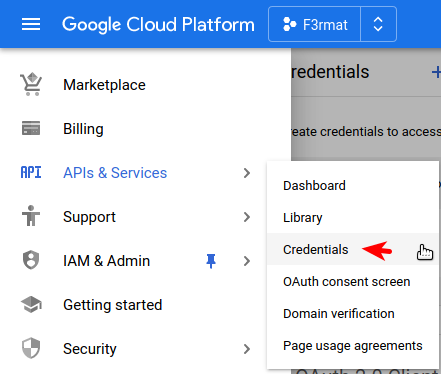 Google Cloud Platform
F3rmat
redentials
Marketplace
reate credentials to access
Billing
API
APIs & Services
Dashboard
Library
Support
Credentials
IAM & Admin
OAuth consent screen
Getting started
Domain verification
Page usage agreements
Security